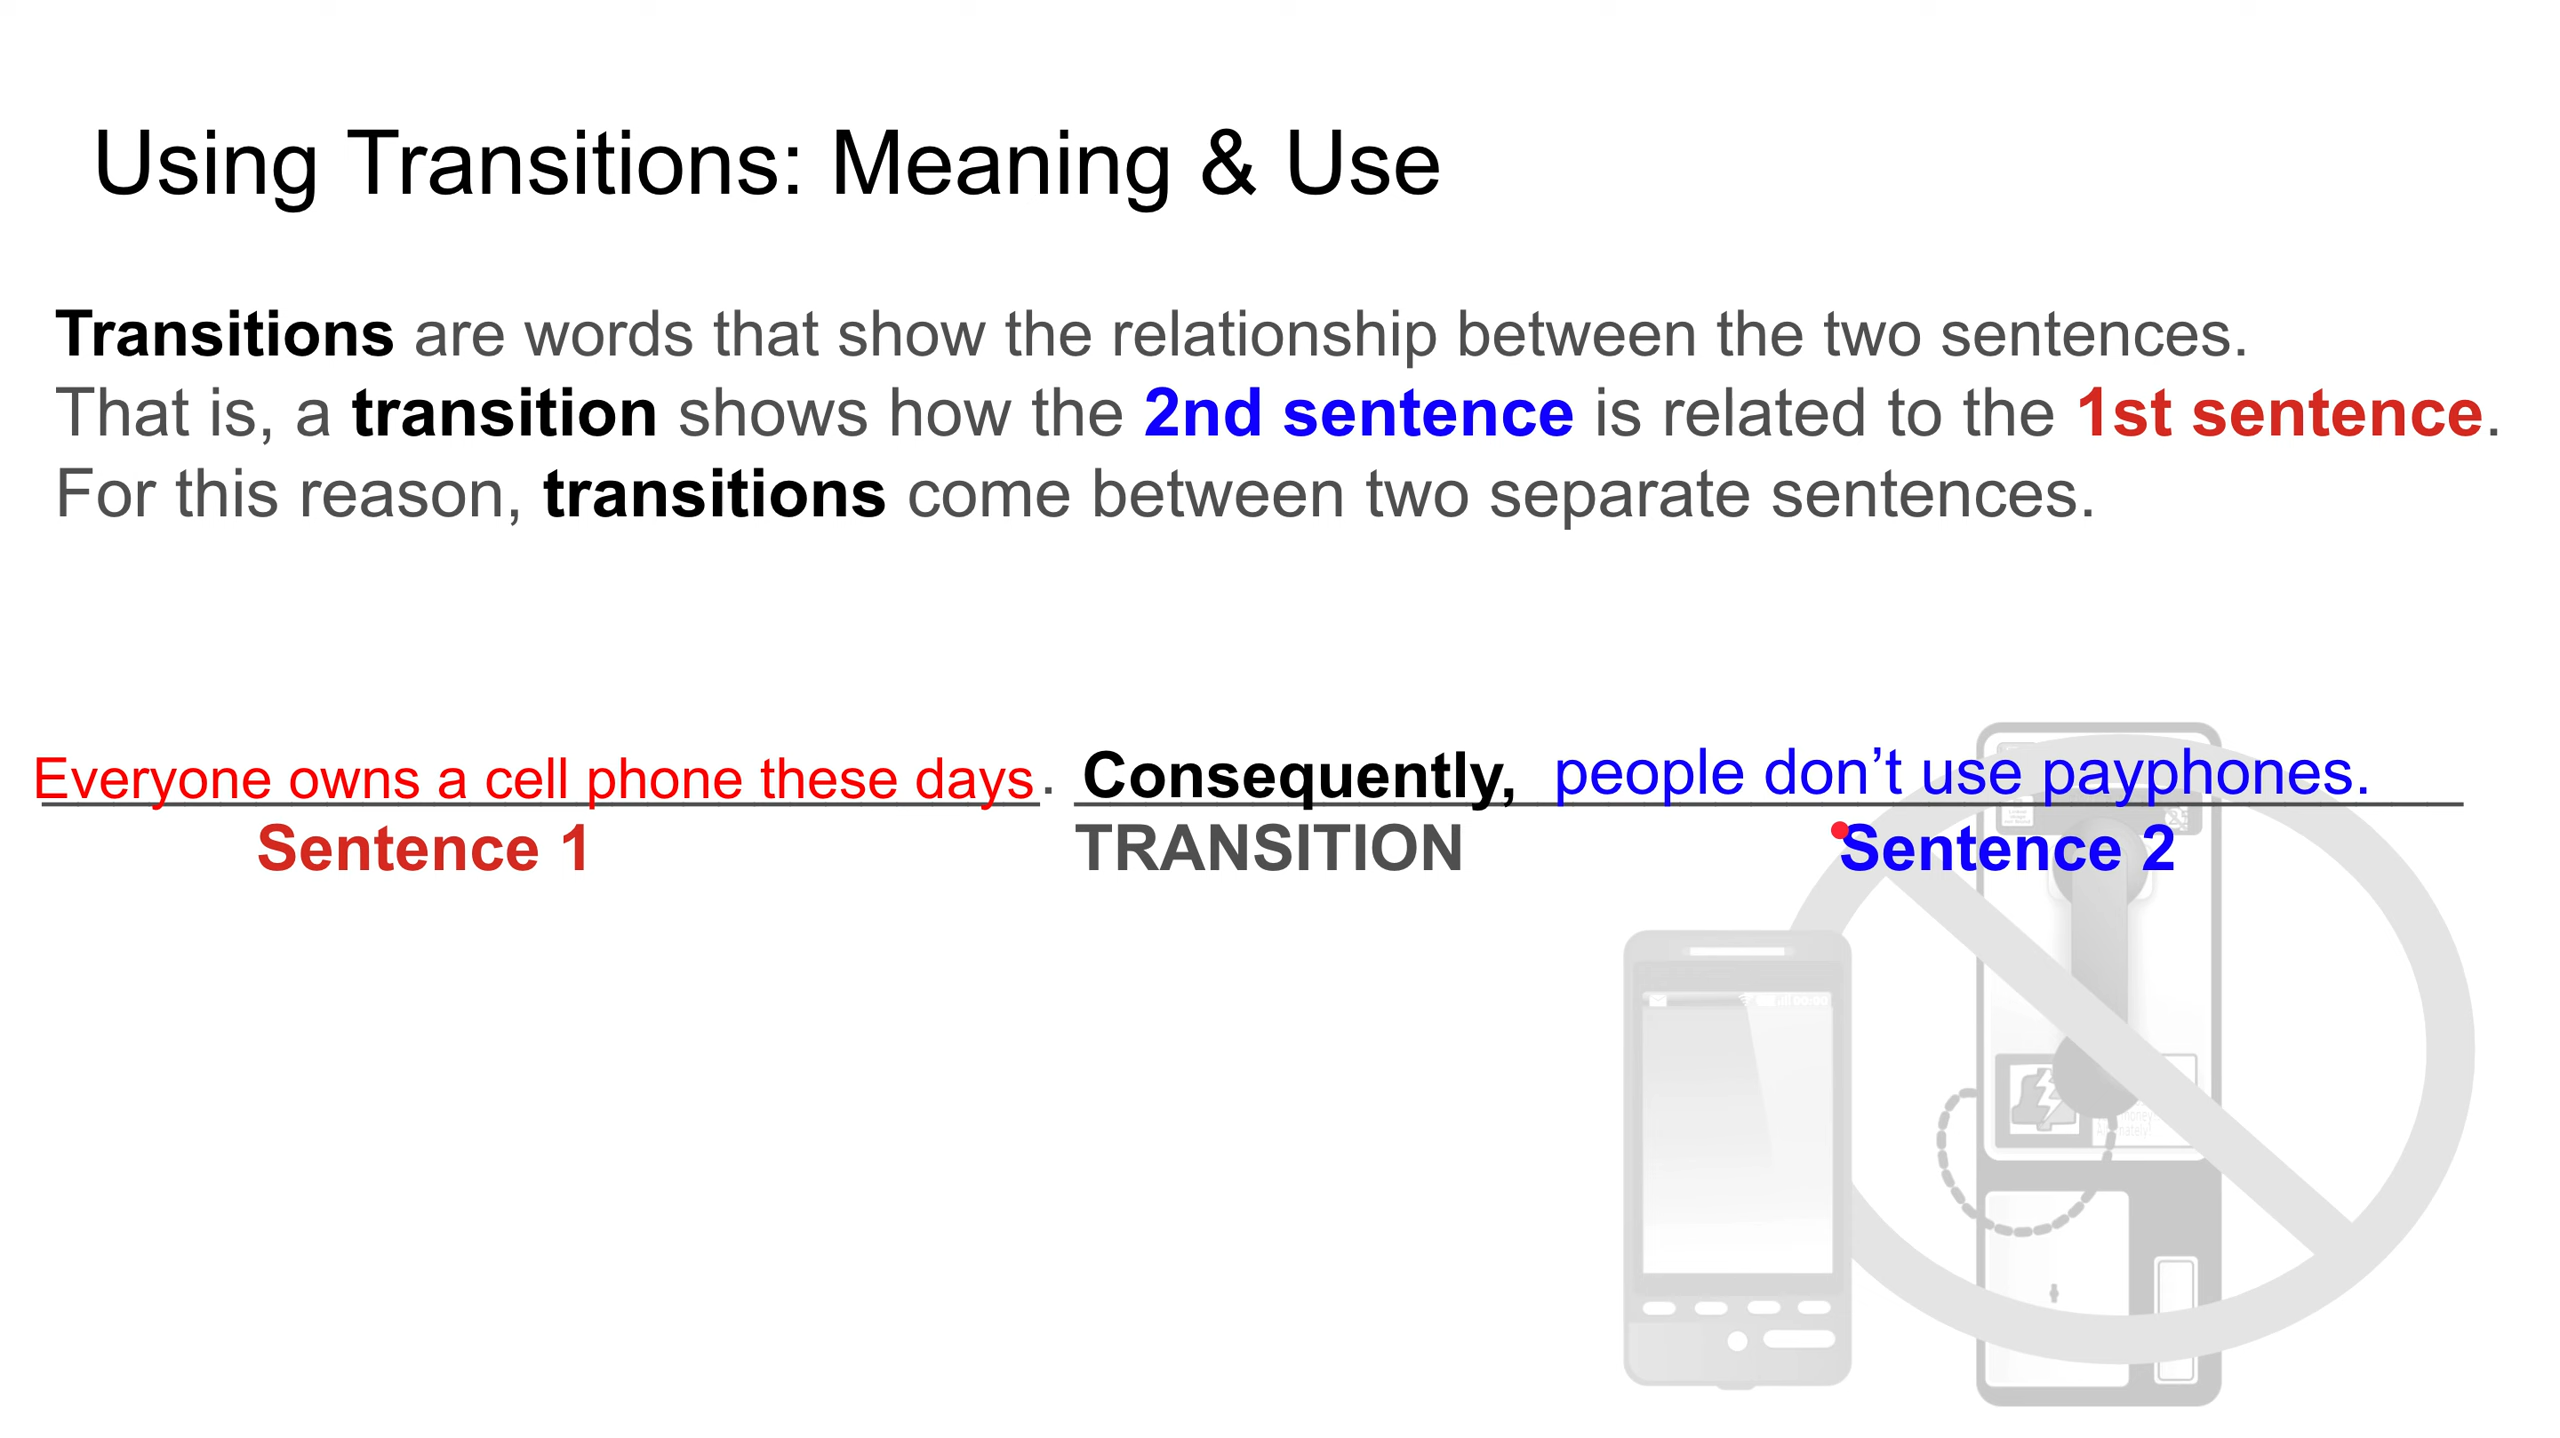 Using Transitions: Meaning & Use
Transitions are words that show the relationship between the two sentences.
That is, a transition shows how the 2nd sentence is related to the 1st sentence.
For this reason, transitions come between two separate sentences.
Everyone owns a cell phone these days. Consequently, people don’t use payphones.
Sentence 1 TRANSITION Sentence 2